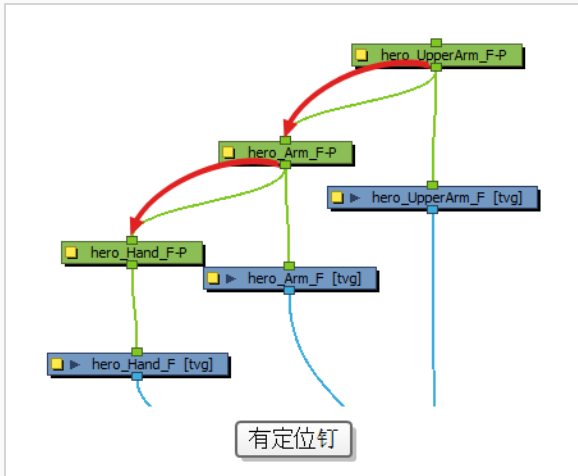 hero_UpperArm_F-P
hero_Arm_F-P
hero_UpperArm_F [tvg]
hero_Hand_F-P
hero_Arm_F [tvg]
hero_Hand_F [tvg]
有定位钉